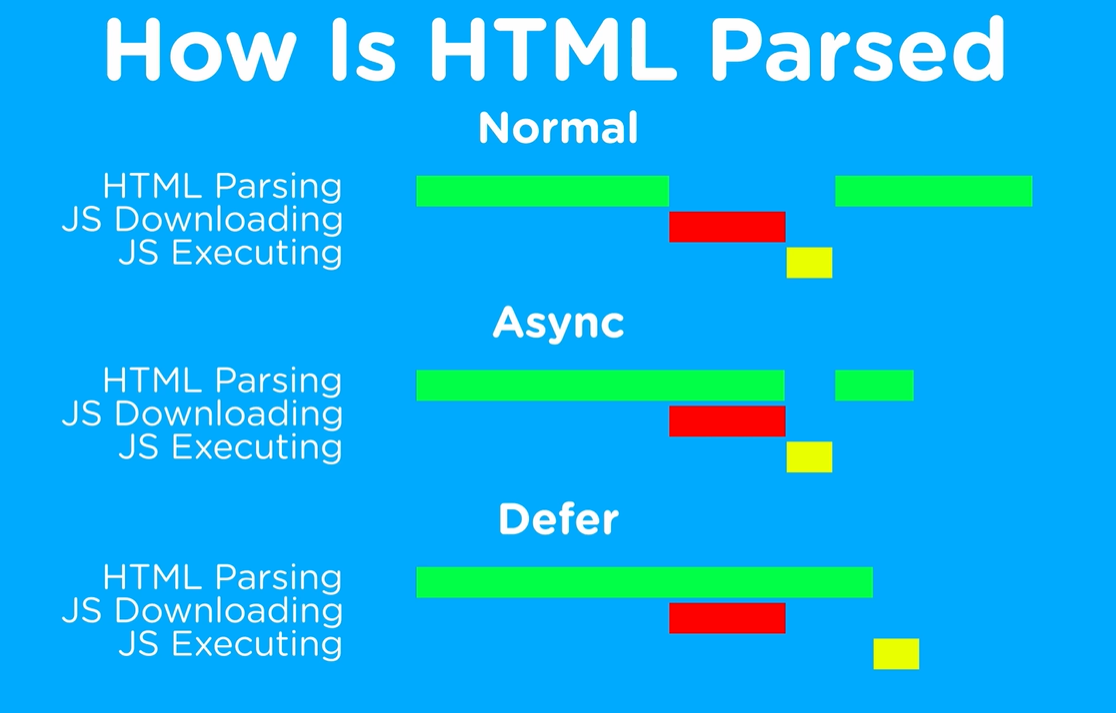 How Is HTML Parsed
Normal
HTML Parsing
JS Downloading
JS Executing
Async
HTML Parsing
JS Downloading
JS Executing
Defer
HTML Parsing
JS Downloading
JS Executing